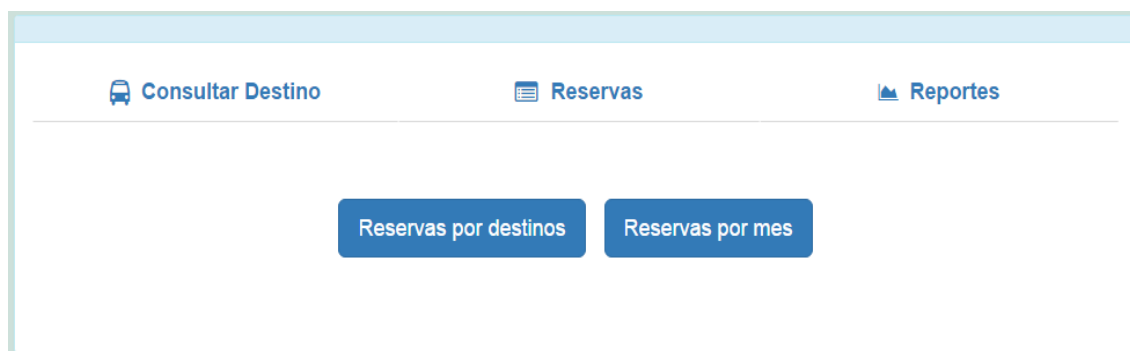 Consultar Destino Reservas Reportes
Reservas por destinos Reservas por mes